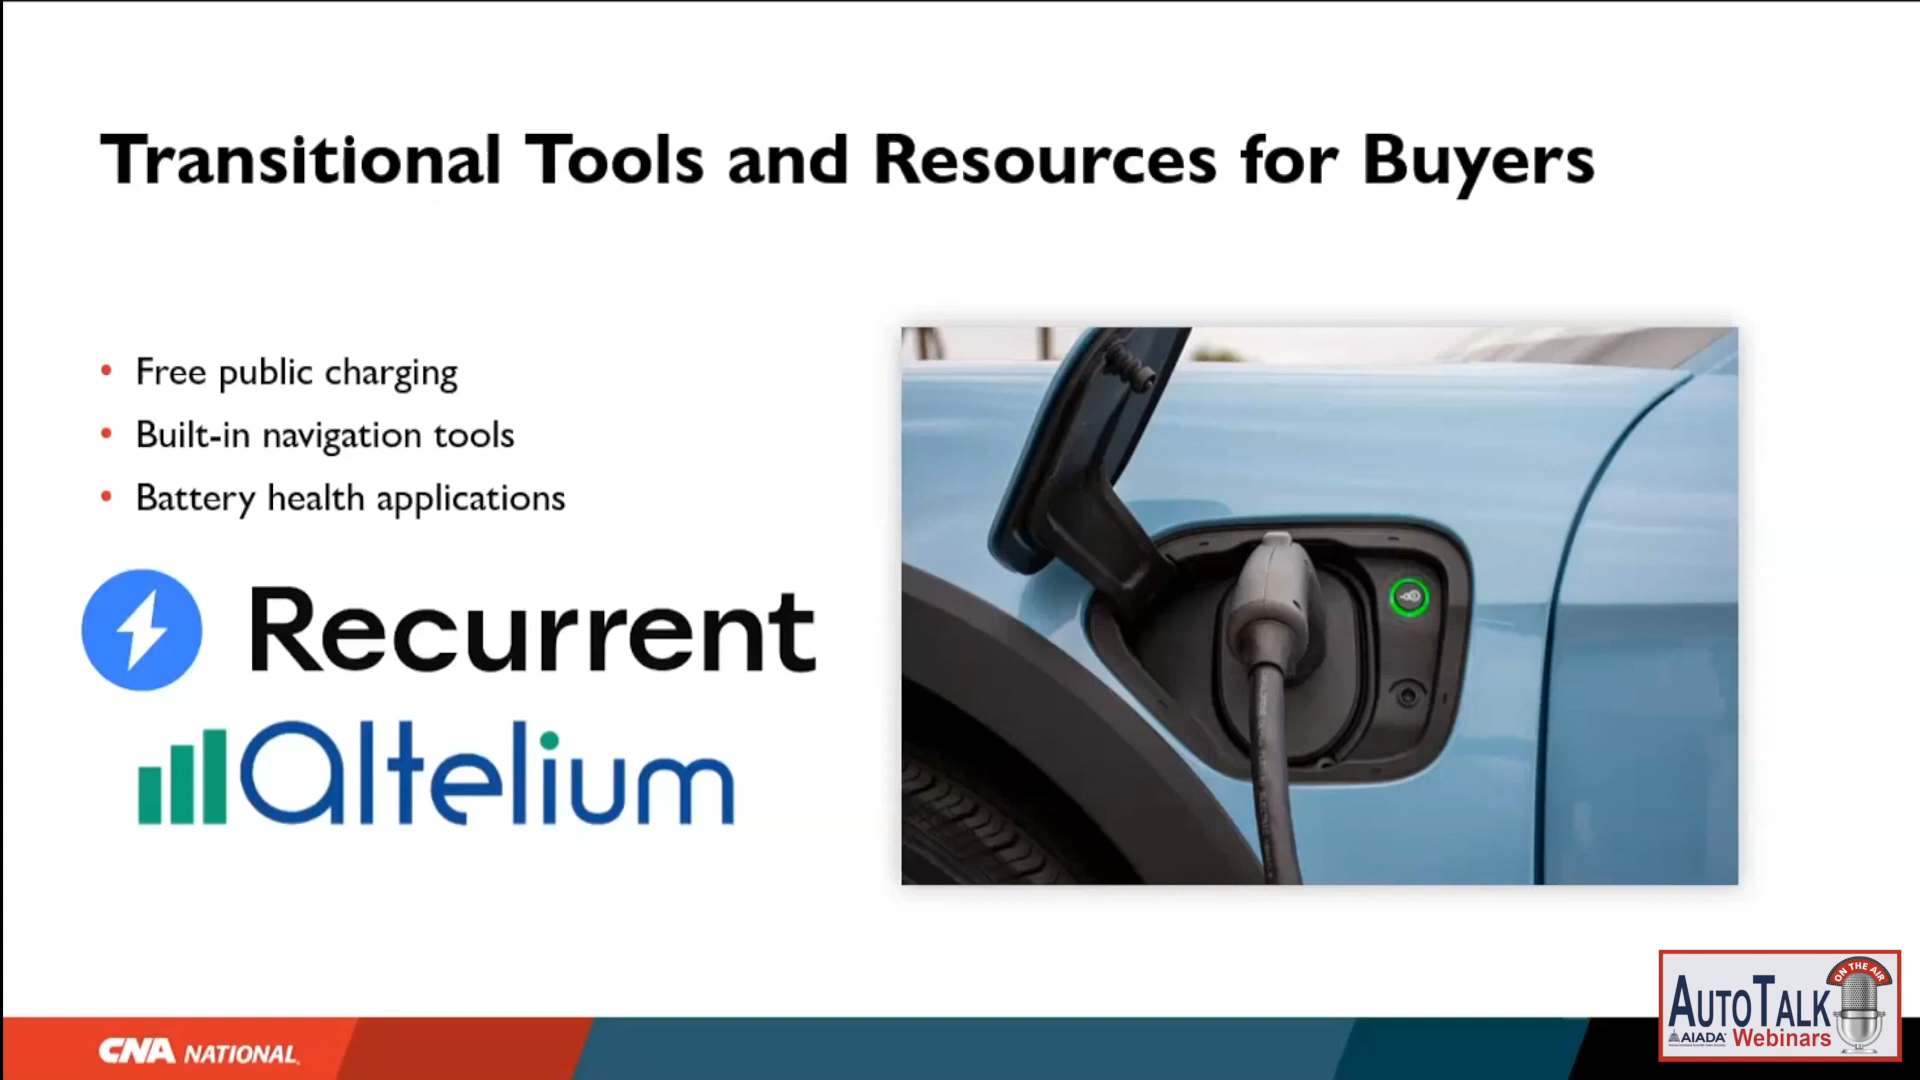 Transitional Tools and Resources for Buyers
• Free public charging
• Built-in navigation tools
• Battery health applications
Recurrent
altelium
CNA NATIONAL
ON THE AIR
AUTOTALK
AIADA
Webinars